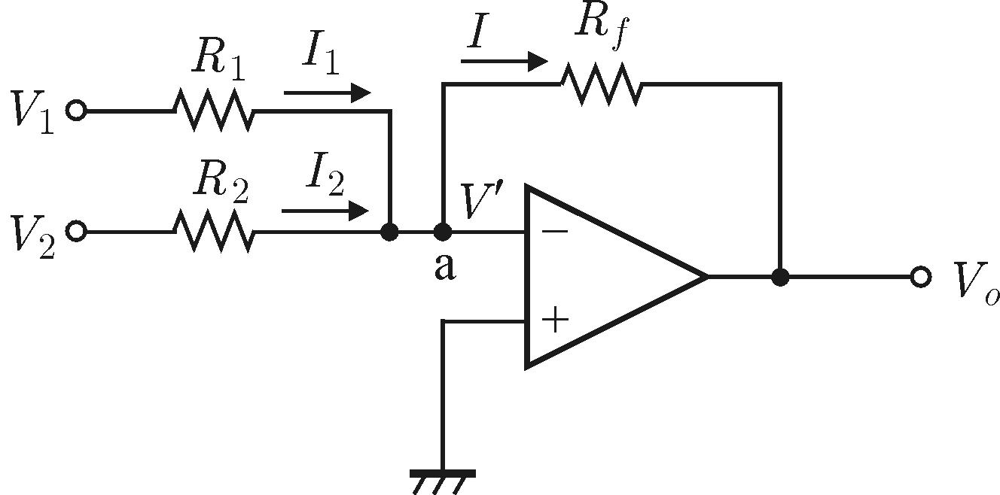 I
R_f
R_1
I_1
V_1
R_2
I_2
V'
V_2
−
a
V_o
+